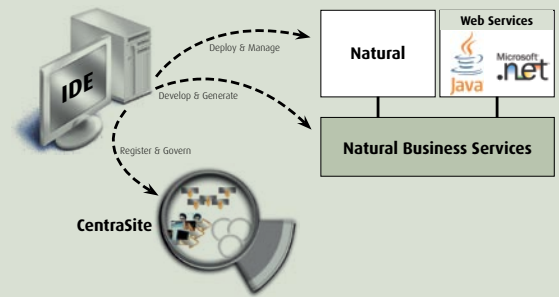 Web Services
Natural
Java
Microsoft
.net
IDE
Deploy & Manage
Develop & Generate
Natural Business Services
Register & Govern
CentraSite